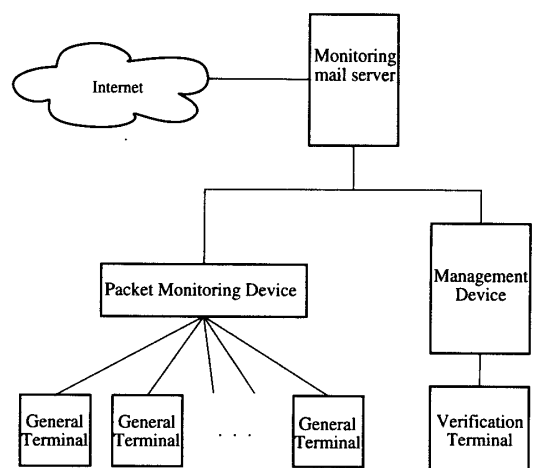 Monitoring
mail server
Internet
Packet Monitoring Device
Management
Device
General
Terminal
General
Terminal
. . .
General
Terminal
Verification
Terminal